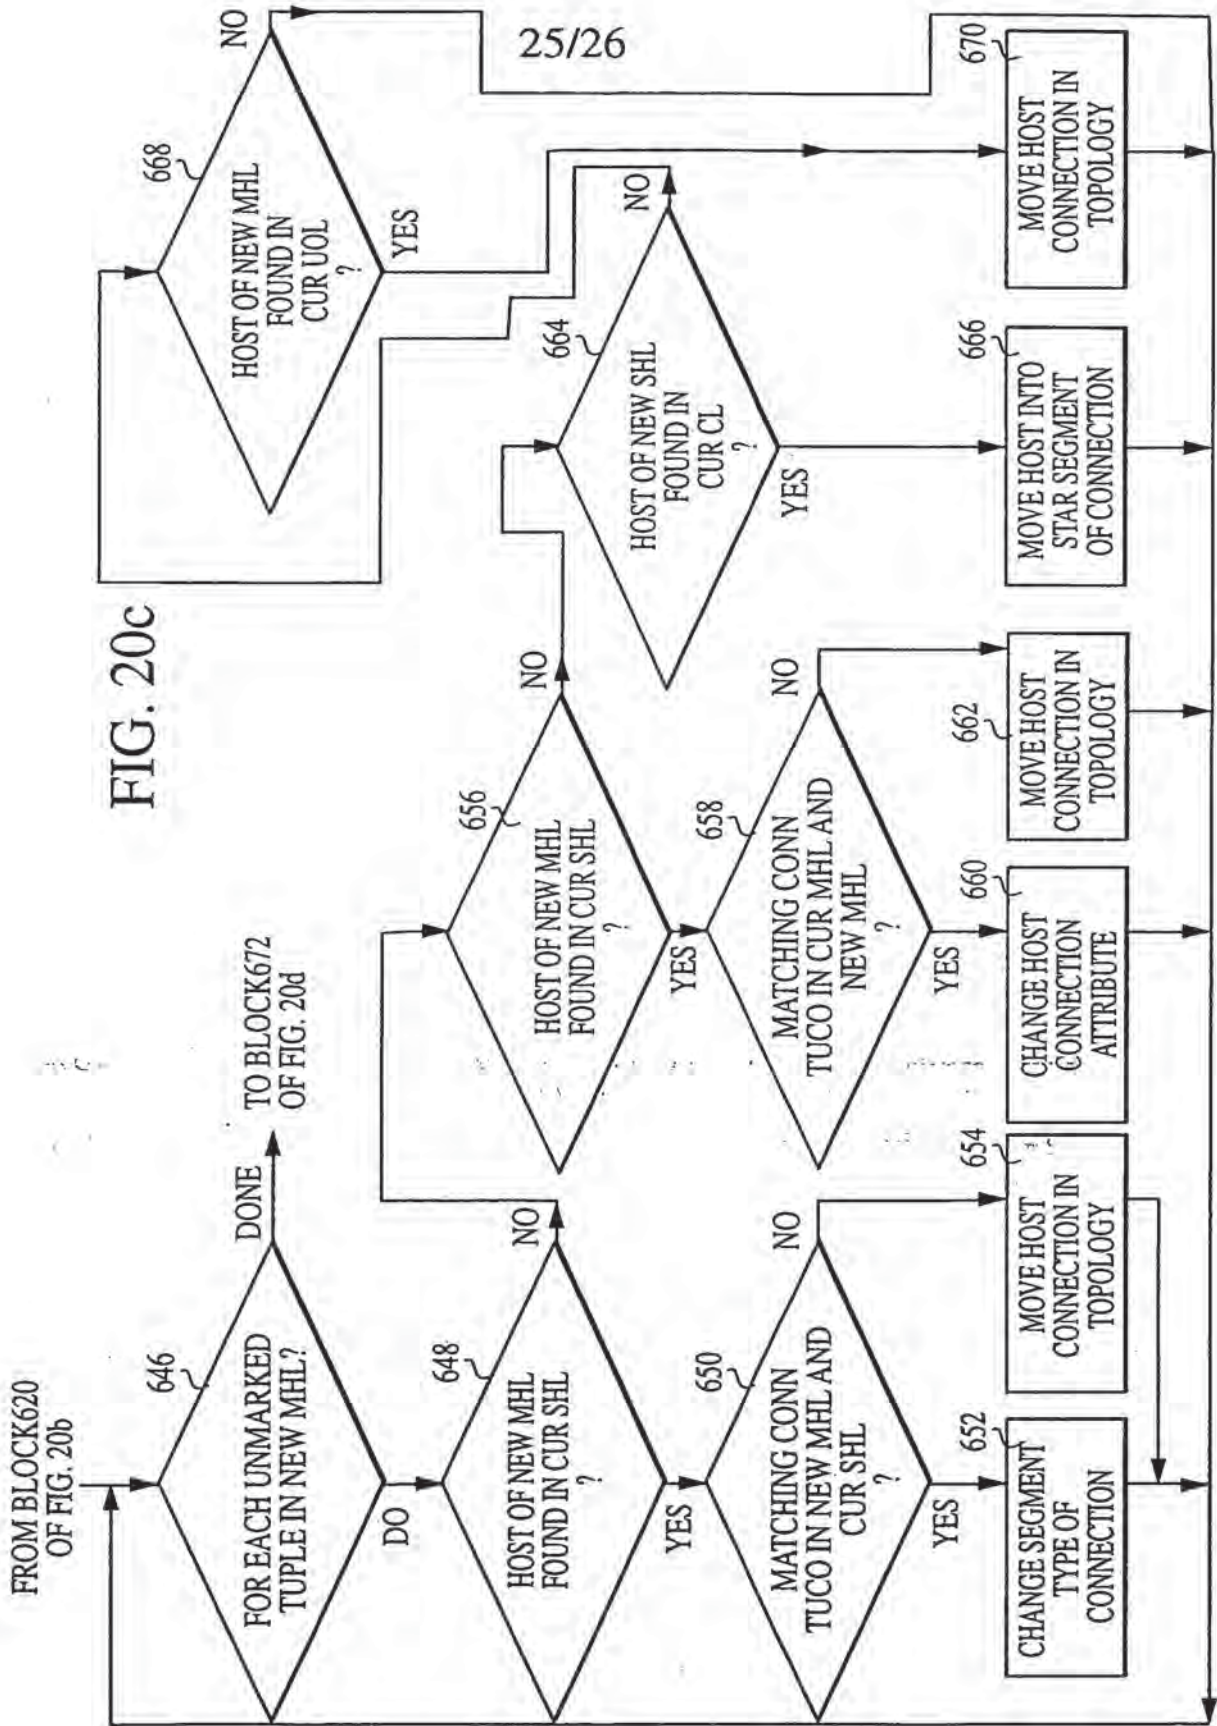 25/26
FIG. 20c
FROM BLOCK620
OF FIG. 20b
646
FOR EACH UNMARKED
TUPLE IN NEW MHL?
DONE
TO BLOCK672
OF FIG. 20d
DO
648
HOST OF NEW MHL
FOUND IN CUR SHL
?
NO
YES
650
MATCHING CONN
TUCO IN NEW MHL AND
CUR SHL
?
NO
YES
652
CHANGE SEGMENT
TYPE OF
CONNECTION
654
MOVE HOST
CONNECTION IN
TOPOLOGY
656
HOST OF NEW MHL
FOUND IN CUR SHL
?
NO
YES
658
MATCHING CONN
TUCO IN CUR MHL AND
NEW MHL
?
NO
YES
660
CHANGE HOST
CONNECTION
ATTRIBUTE
662
MOVE HOST
CONNECTION IN
TOPOLOGY
664
HOST OF NEW SHL
FOUND IN
CUR CL
?
NO
YES
666
MOVE HOST INTO
STAR SEGMENT
OF CONNECTION
668
HOST OF NEW MHL
FOUND IN
CUR UOL
?
NO
YES
670
MOVE HOST
CONNECTION IN
TOPOLOGY